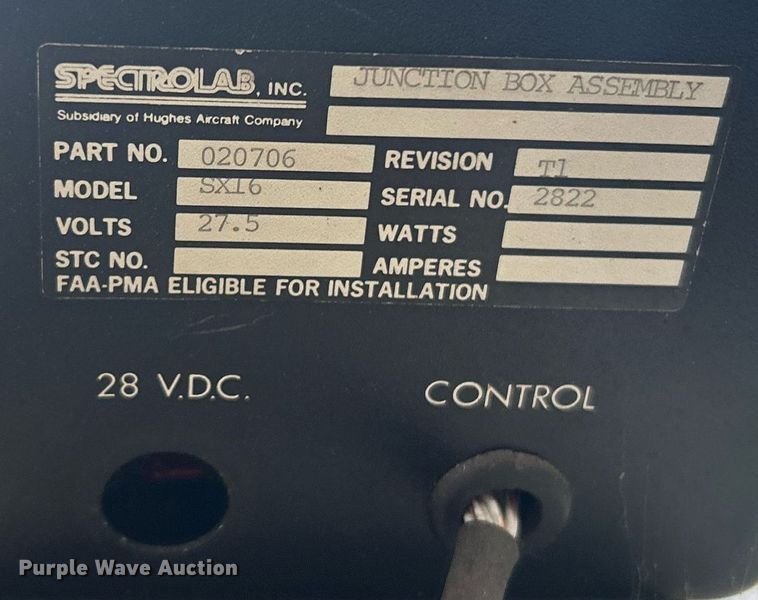 SPECTROLAB, INC.
JUNCTION BOX ASSEMBLY
Subsidiary of Hughes Aircraft Company
PART NO. 020706 REVISION T1
MODEL SX16 SERIAL NO. 2822
VOLTS 27.5 WATTS
STC NO. AMPERES
FAA-PMA ELIGIBLE FOR INSTALLATION
28 V.D.C. CONTROL
Purple Wave Auction